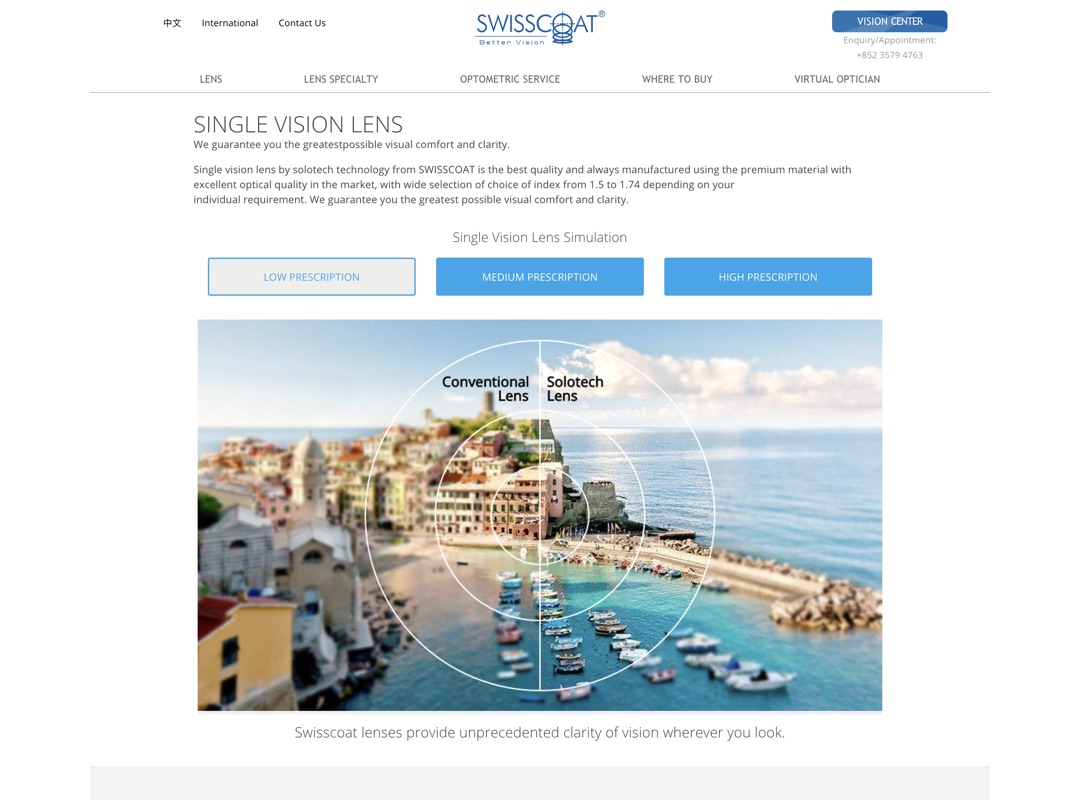 中文 International Contact Us
SWISSCOAT®
Better Vision
VISION CENTER
Enquiry/Appointment:
+852 3579 4763
LENS LENS SPECIALTY OPTOMETRIC SERVICE WHERE TO BUY VIRTUAL OPTICIAN
SINGLE VISION LENS
We guarantee you the greatestpossible visual comfort and clarity.
Single vision lens by solotech technology from SWISSCOAT is the best quality and always manufactured using the premium material with
excellent optical quality in the market, with wide selection of choice of index from 1.5 to 1.74 depending on your
individual requirement. We guarantee you the greatest possible visual comfort and clarity.
Single Vision Lens Simulation
LOW PRESCRIPTION MEDIUM PRESCRIPTION HIGH PRESCRIPTION
Conventional
Lens
Solotech
Lens
Swisscoat lenses provide unprecedented clarity of vision wherever you look.